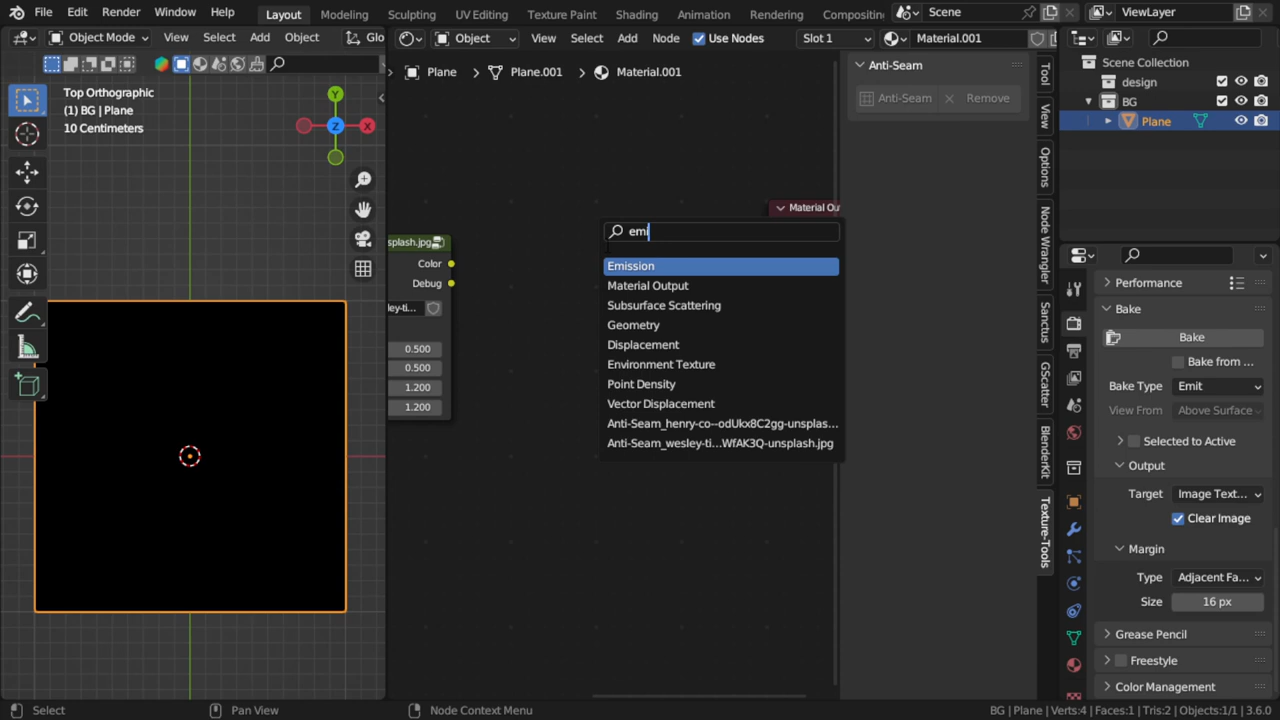 File Edit Render Window Help Layout Modeling Sculpting UV Editing Texture Paint Shading Animation Rendering Compositing Scene ViewLayer
Object Mode View Select Add Object Glo Object View Select Add Node Use Nodes Slot 1 Material.001
Plane Plane.001 Material.001
Top Orthographic
(1) BG | Plane
10 Centimeters
Y
Z
X
splash.jpg
Color
Debug
ley-ti...
0.500
0.500
1.200
1.200
Material Ou
emi
Emission
Material Output
Subsurface Scattering
Geometry
Displacement
Environment Texture
Point Density
Vector Displacement
Anti-Seam_henry-co--odUkx8C2gg-unsplas...
Anti-Seam_wesley-ti...WfAK3Q-unsplash.jpg
Anti-Seam
Anti-Seam Remove
Tool
View
Options
Node Wrangler
Sanctus
GScatter
BlenderKit
Texture-Tools
Scene Collection
design
BG
Plane
Performance
Bake
Bake
Bake from ...
Bake Type Emit
View From Above Surface
Selected to Active
Output
Target Image Text...
Clear Image
Margin
Type Adjacent Fa...
Size 16 px
Grease Pencil
Freestyle
Color Management
Select Pan View Node Context Menu BG | Plane | Verts:4 | Faces:1 | Tris:2 | Objects:1/1 | 3.6.0